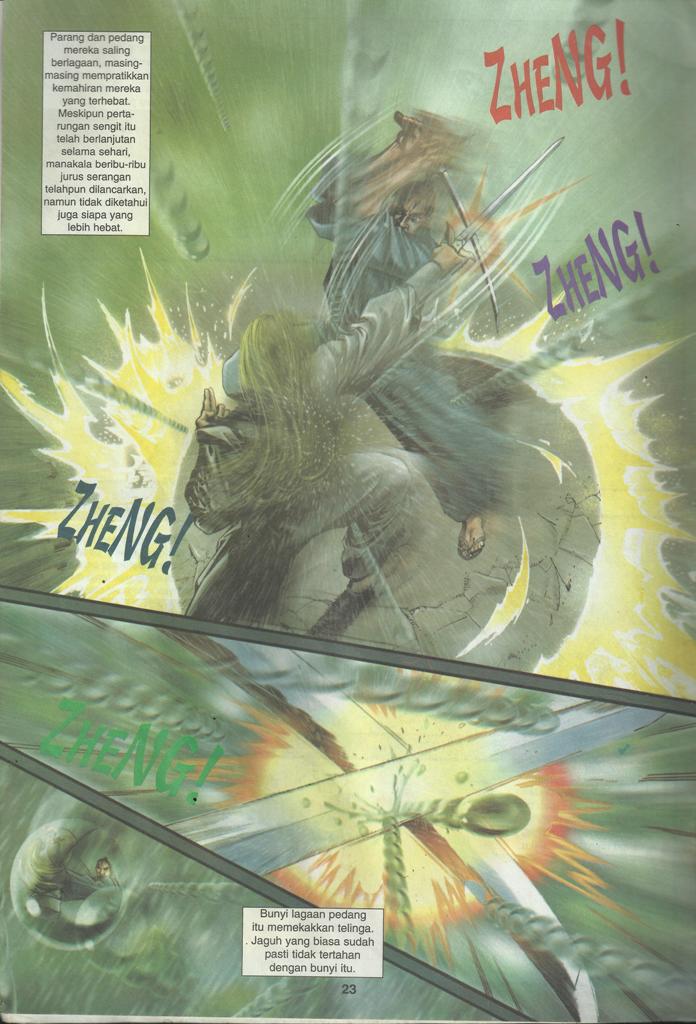 Parang dan pedang
mereka saling
berlagaan, masing-
masing mempratikkan
kemahiran mereka
yang terhebat.
Meskipun perta-
rungan sengit itu
telah berlanjutan
selama sehari,
manakala beribu-ribu
jurus serangan
telahpun dilancarkan,
namun tidak diketahui
juga siapa yang
lebih hebat.
ZHENG!
ZHENG!
ZHENG!
ZHENG!
Bunyi lagaan pedang
itu memekakkan telinga.
Jaguh yang biasa sudah
pasti tidak tertahan
dengan bunyi itu.
23